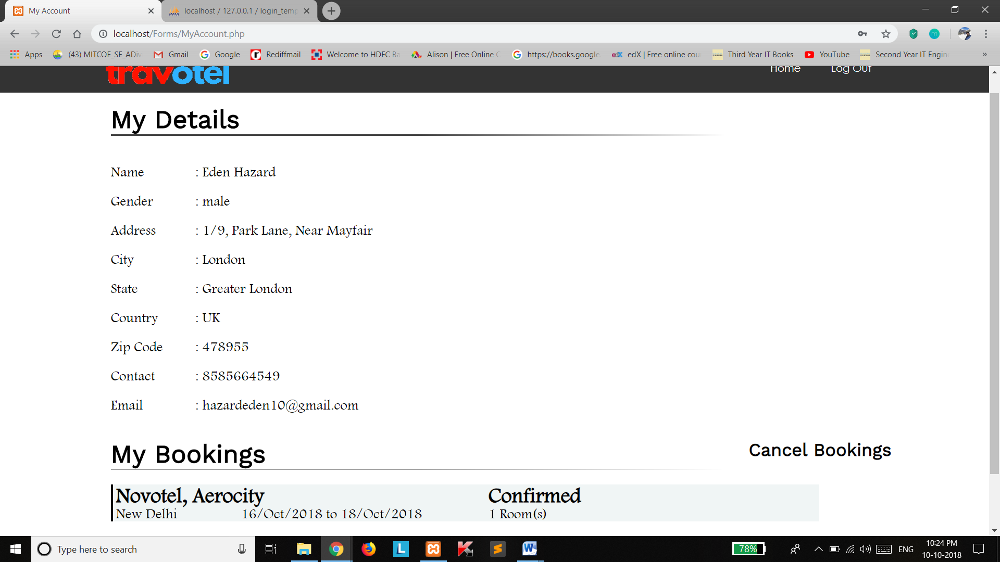 My Account
localhost / 127.0.0.1 / login_temp
PMA
localhost/Forms/MyAccount.php
Apps
(43) MITCOE_SE_ADiv
Gmail
Google
Rediffmail
Welcome to HDFC Ba
Alison | Free Online C
https://books.google.
edX
edX | Free online cour
Third Year IT Books
YouTube
Second Year IT Engine
»
travotel
Home
Log Out
My Details
Name : Eden Hazard
Gender : male
Address : 1/9, Park Lane, Near Mayfair
City : London
State : Greater London
Country : UK
Zip Code : 478955
Contact : 8585664549
Email : hazardeden10@gmail.com
My Bookings
Cancel Bookings
Novotel, Aerocity Confirmed
New Delhi 16/Oct/2018 to 18/Oct/2018 1 Room(s)
Type here to search
78%
ENG
10:24 PM
10-10-2018